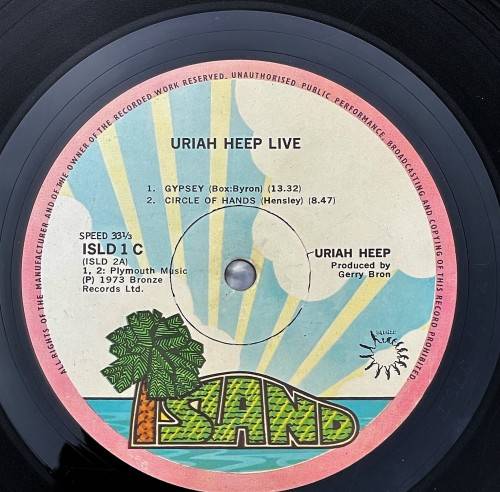 ALL RIGHTS OF THE MANUFACTURER AND OF THE OWNER OF THE RECORDED WORK RESERVED. UNAUTHORISED PUBLIC PERFORMANCE, BROADCASTING AND COPYING OF THIS RECORD PROHIBITED.
URIAH HEEP LIVE
1. GYPSEY (Box:Byron) (13.32)
2. CIRCLE OF HANDS (Hensley) (8.47)
SPEED 33⅓
ISLD 1 C
(ISLD 2A)
1, 2: Plymouth Music
(P) 1973 Bronze
Records Ltd.
URIAH HEEP
Produced by
Gerry Bron
ISLAND